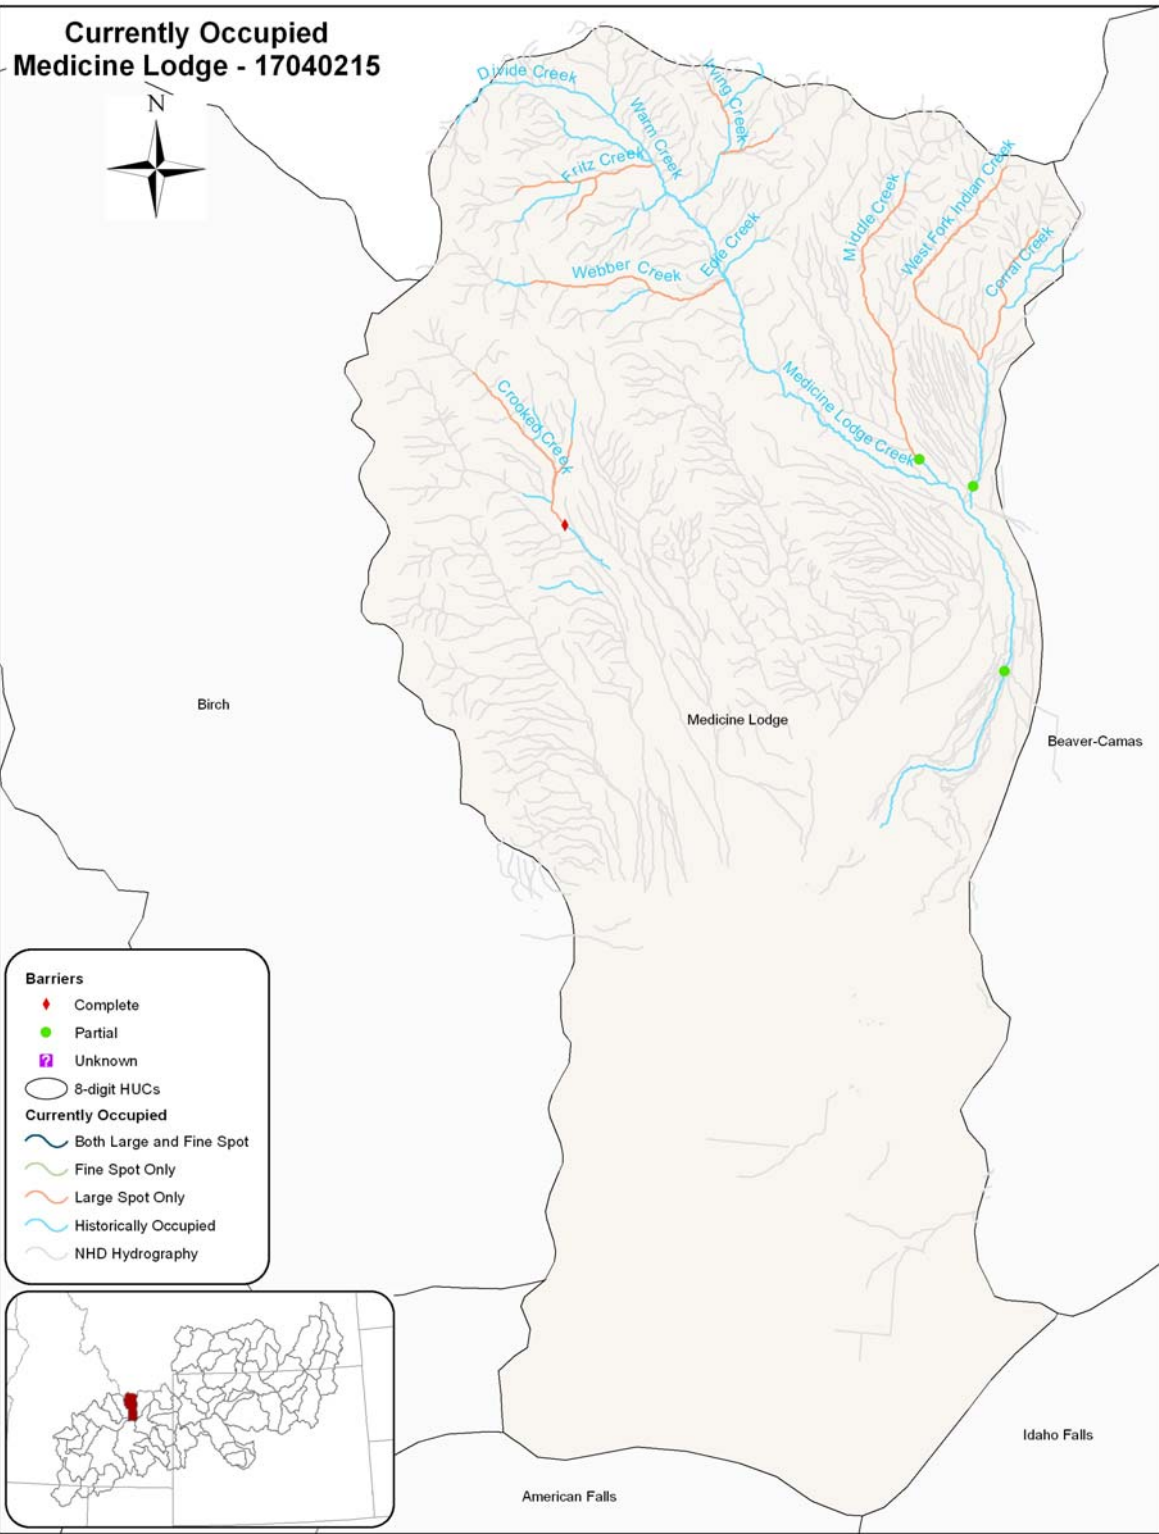 Currently Occupied
Medicine Lodge - 17040215
N
Divide Creek
Warm Creek
Irving Creek
Fritz Creek
Edie Creek
Webber Creek
Middle Creek
West Fork Indian Creek
Corral Creek
Crooked Creek
Medicine Lodge Creek
Birch
Medicine Lodge
Beaver-Camas
Barriers
Complete
Partial
?
Unknown
8-digit HUCs
Currently Occupied
Both Large and Fine Spot
Fine Spot Only
Large Spot Only
Historically Occupied
NHD Hydrography
Idaho Falls
American Falls